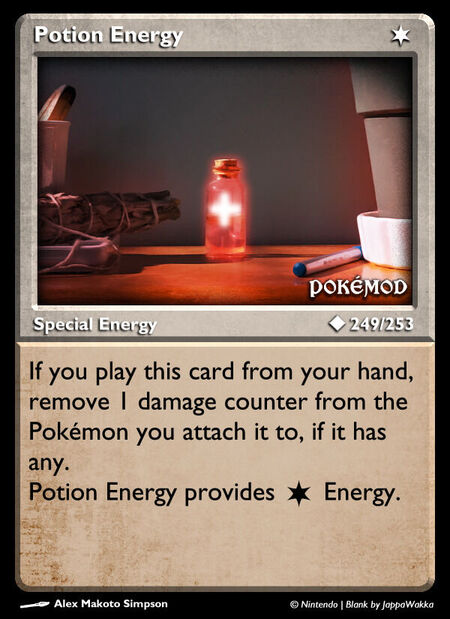 Potion Energy
POKÉMOD
Special Energy
249/253
If you play this card from your hand,
remove 1 damage counter from the
Pokémon you attach it to, if it has
any.
Potion Energy provides ✶ Energy.
Alex Makoto Simpson
© Nintendo | Blank by JappaWakka